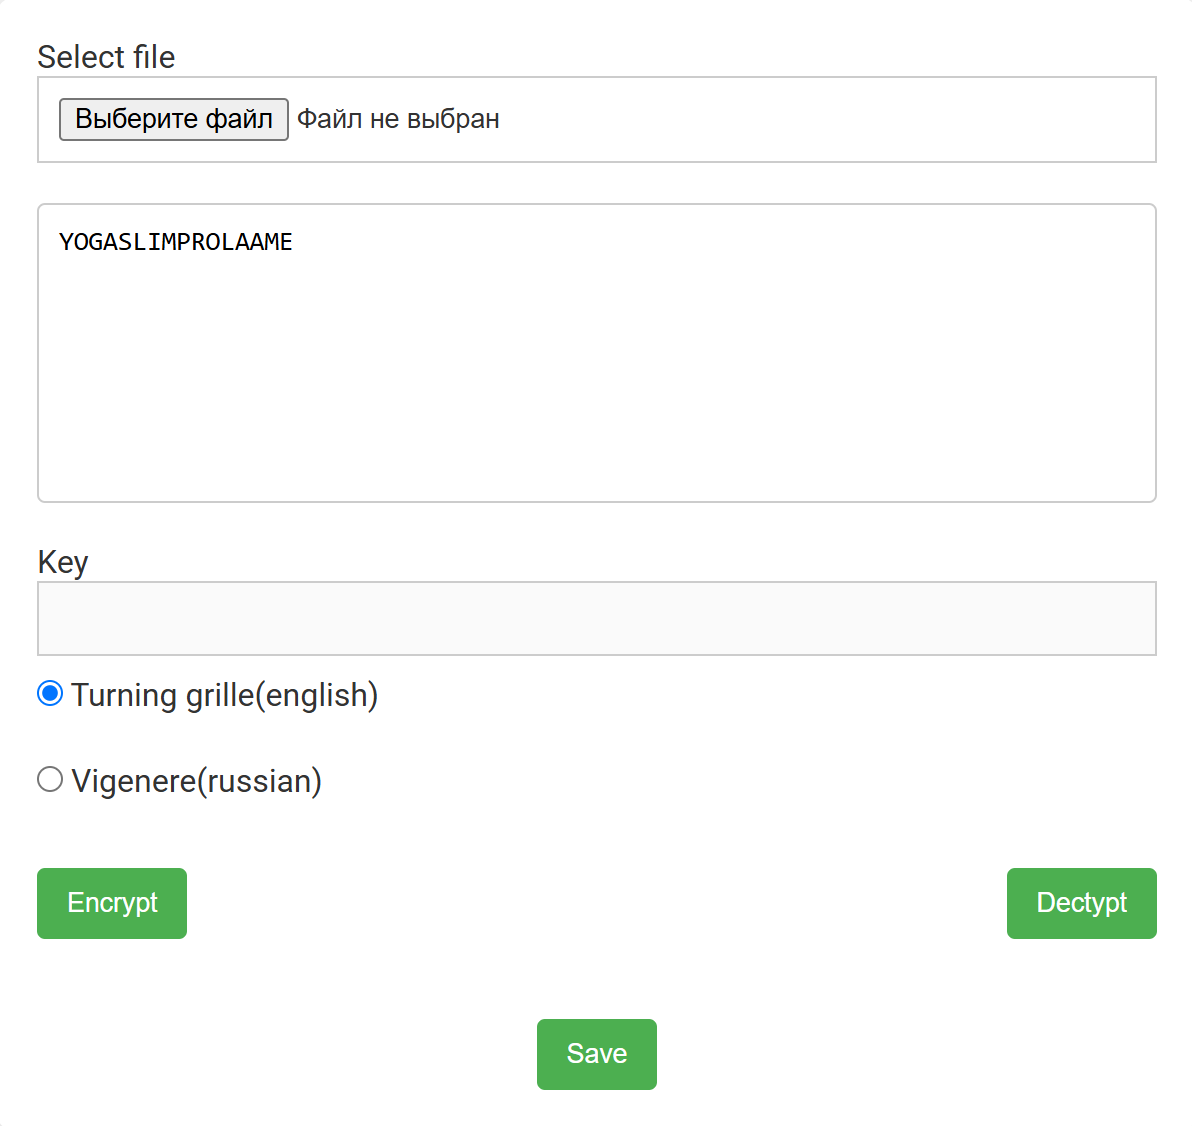 Select file
Выберите файл Файл не выбран
YOGASLIMPROLAAME
Key
Turning grille(english)
Vigenere(russian)
Encrypt Dectypt
Save